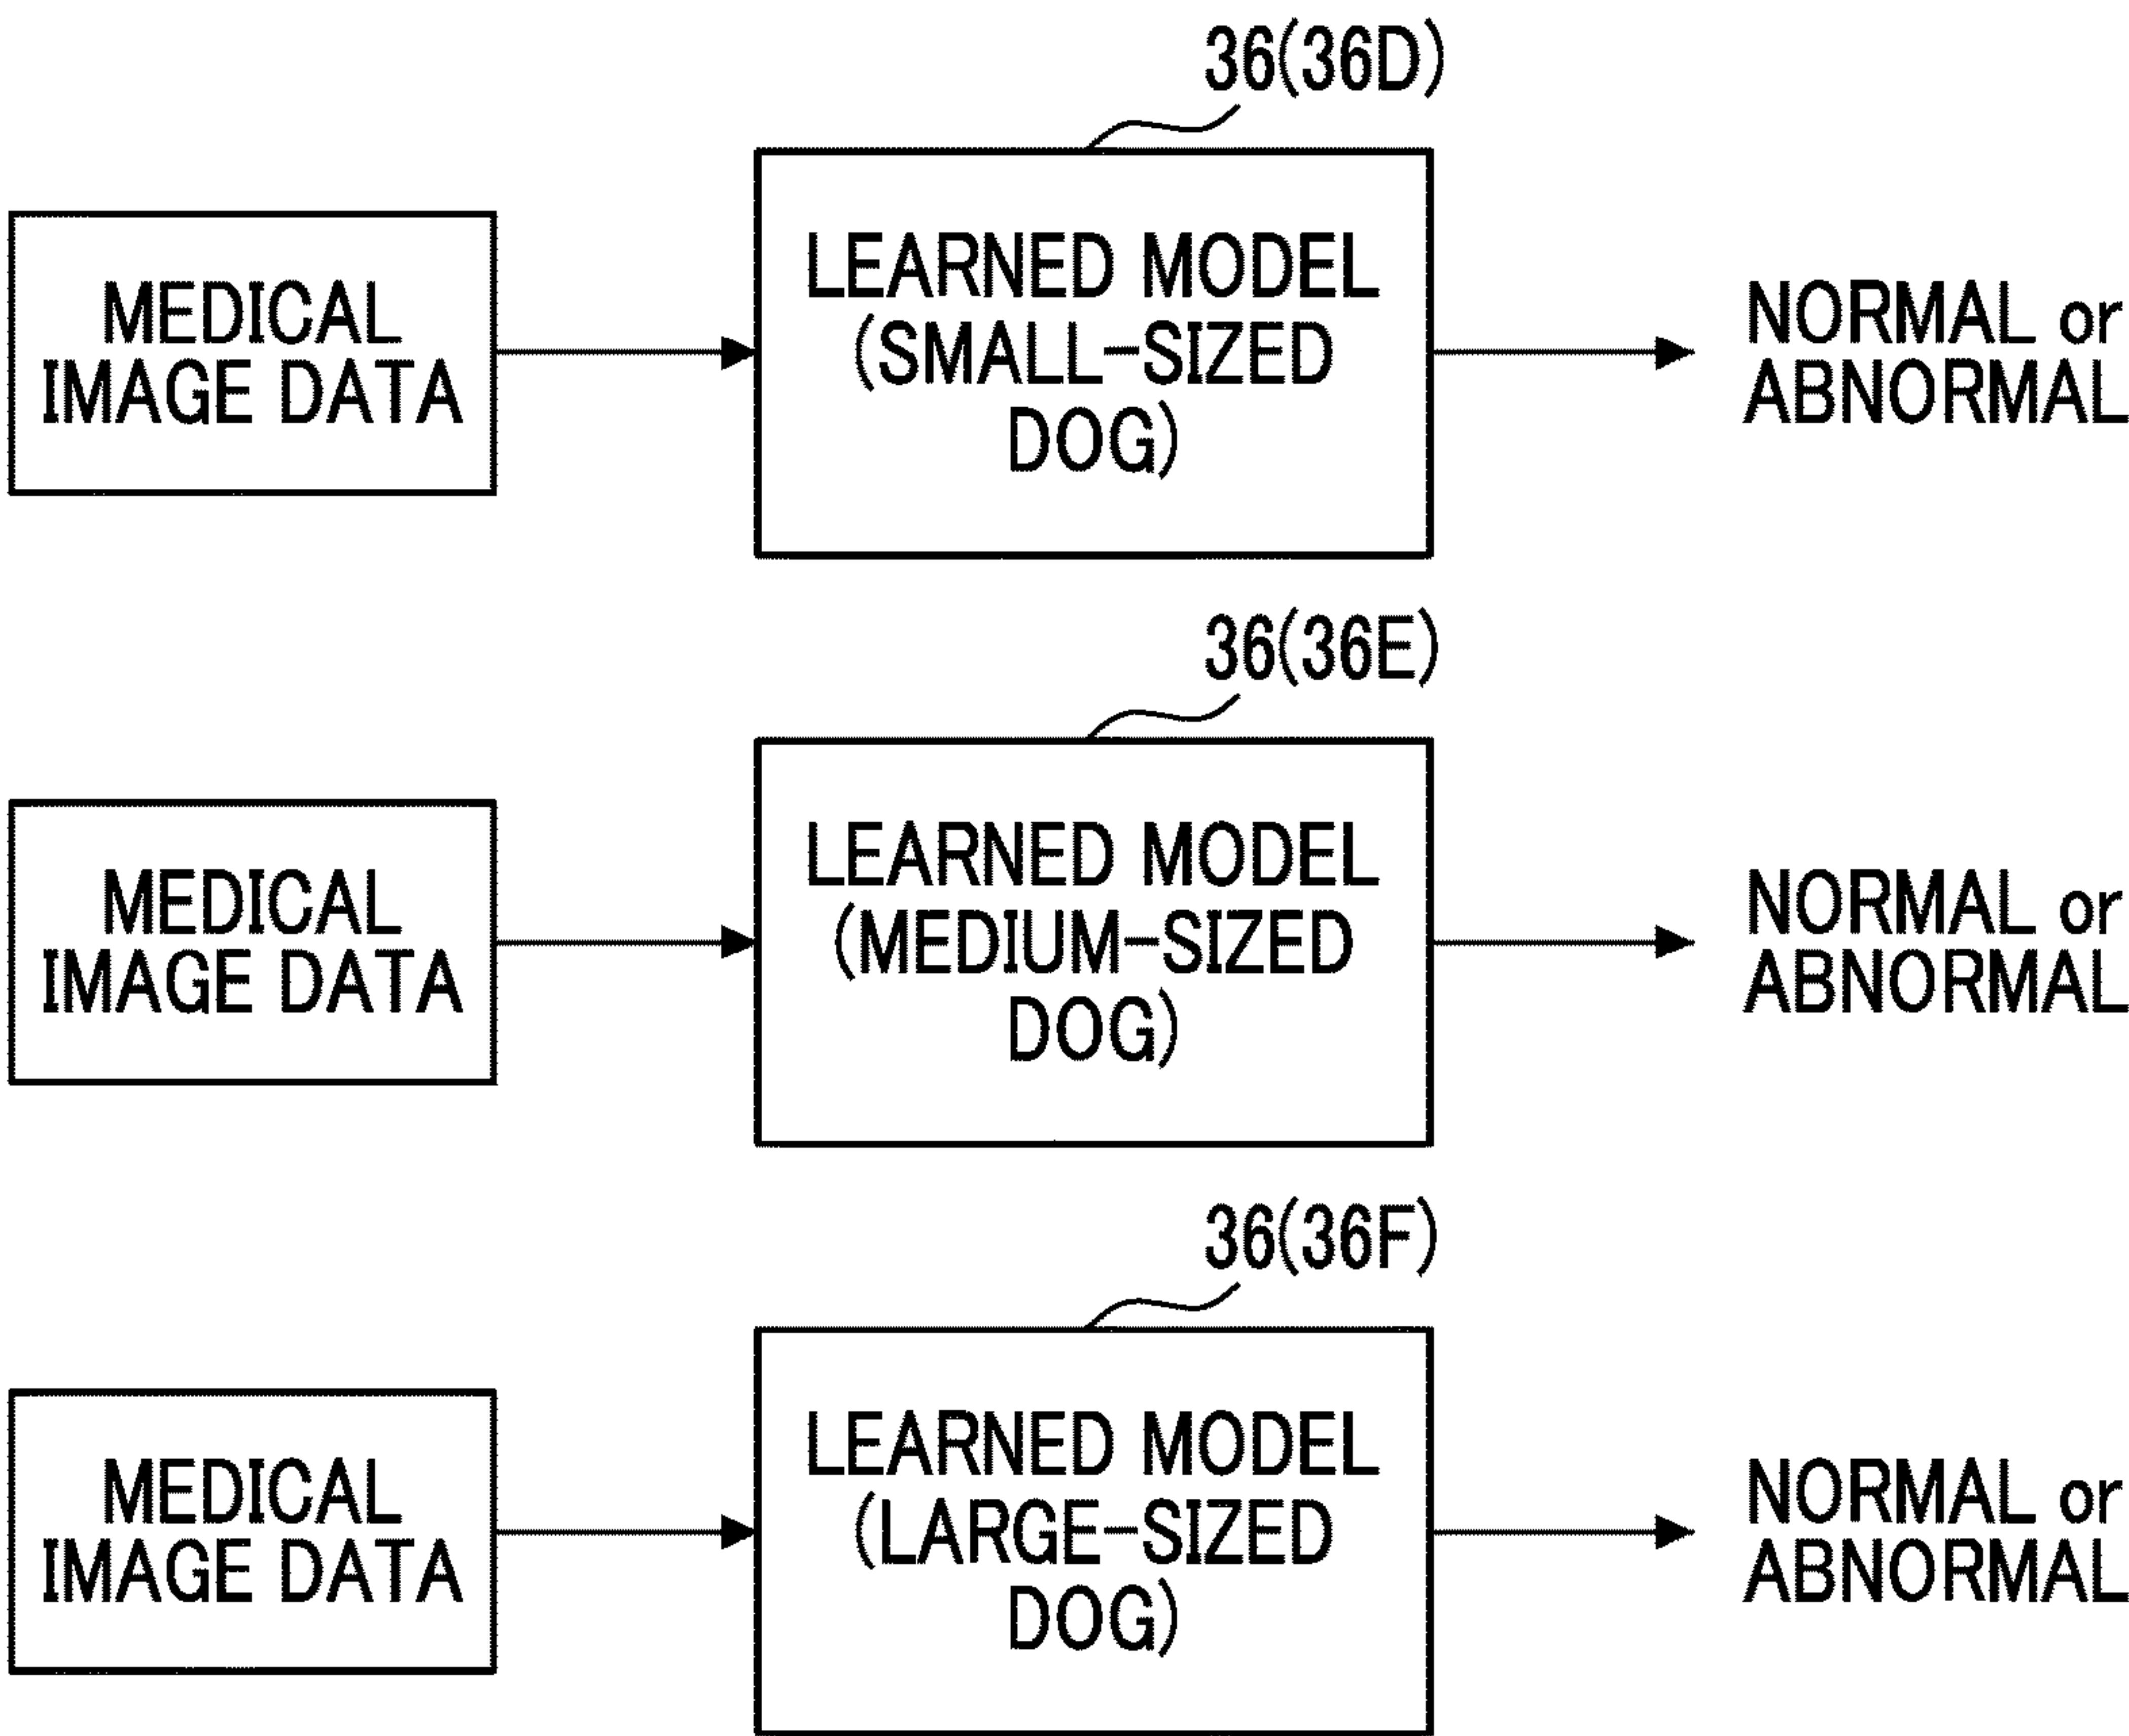 36(36D)
MEDICAL
IMAGE DATA
LEARNED MODEL
(SMALL-SIZED
DOG)
NORMAL or
ABNORMAL
36(36E)
MEDICAL
IMAGE DATA
LEARNED MODEL
(MEDIUM-SIZED
DOG)
NORMAL or
ABNORMAL
36(36F)
MEDICAL
IMAGE DATA
LEARNED MODEL
(LARGE-SIZED
DOG)
NORMAL or
ABNORMAL